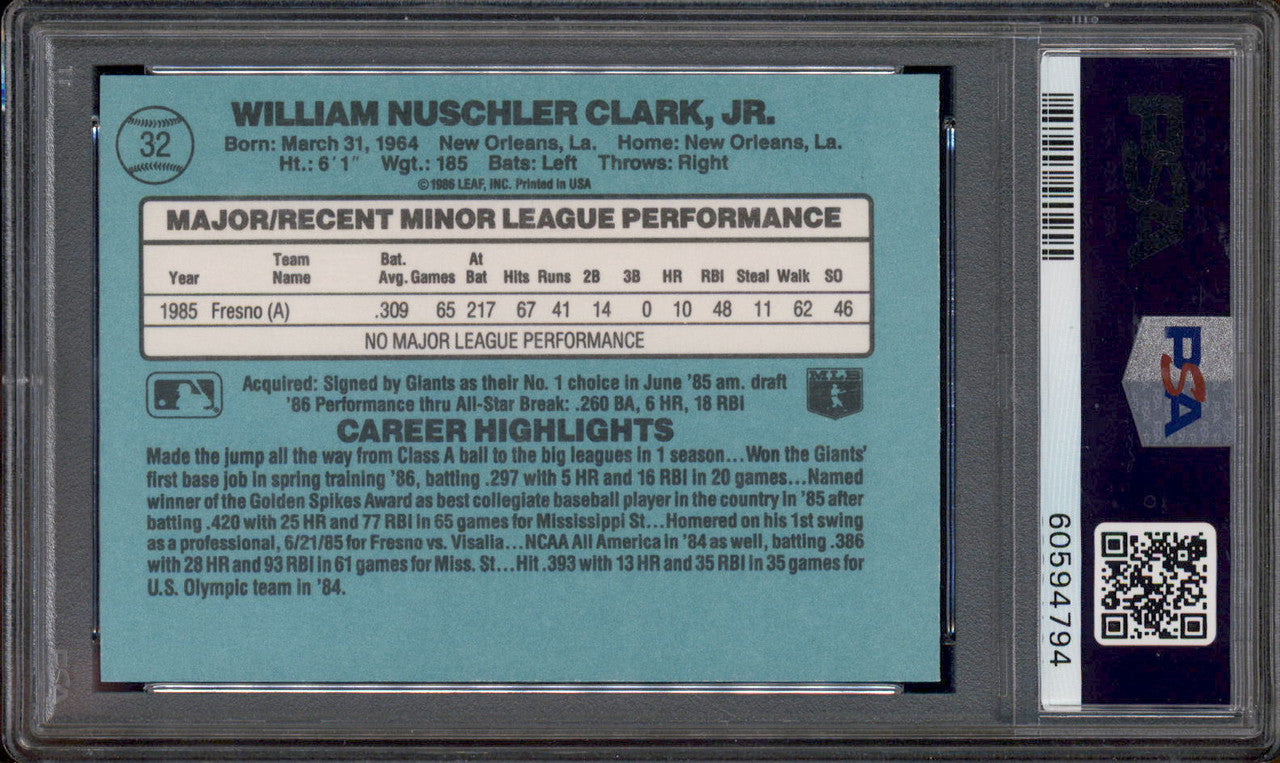 32
WILLIAM NUSCHLER CLARK, JR.
Born: March 31, 1964 New Orleans, La. Home: New Orleans, La.
Ht.: 6'1" Wgt.: 185 Bats: Left Throws: Right
©1986 LEAF, INC. Printed in USA
MAJOR/RECENT MINOR LEAGUE PERFORMANCE
Year Team Name Bat. Avg. Games At Bat Hits Runs 2B 3B HR RBI Steal Walk SO
1985 Fresno (A) .309 65 217 67 41 14 0 10 48 11 62 46
NO MAJOR LEAGUE PERFORMANCE
Acquired: Signed by Giants as their No. 1 choice in June '85 am. draft
'86 Performance thru All-Star Break: .260 BA, 6 HR, 18 RBI
MLB
CAREER HIGHLIGHTS
Made the jump all the way from Class A ball to the big leagues in 1 season...Won the Giants'
first base job in spring training '86, batting .297 with 5 HR and 16 RBI in 20 games...Named
winner of the Golden Spikes Award as best collegiate baseball player in the country in '85 after
batting .420 with 25 HR and 77 RBI in 65 games for Mississippi St...Homered on his 1st swing
as a professional, 6/21/85 for Fresno vs. Visalia...NCAA All America in '84 as well, batting .386
with 28 HR and 93 RBI in 61 games for Miss. St...Hit .393 with 13 HR and 35 RBI in 35 games for
U.S. Olympic team in '84.
PSA
PSA
60594794